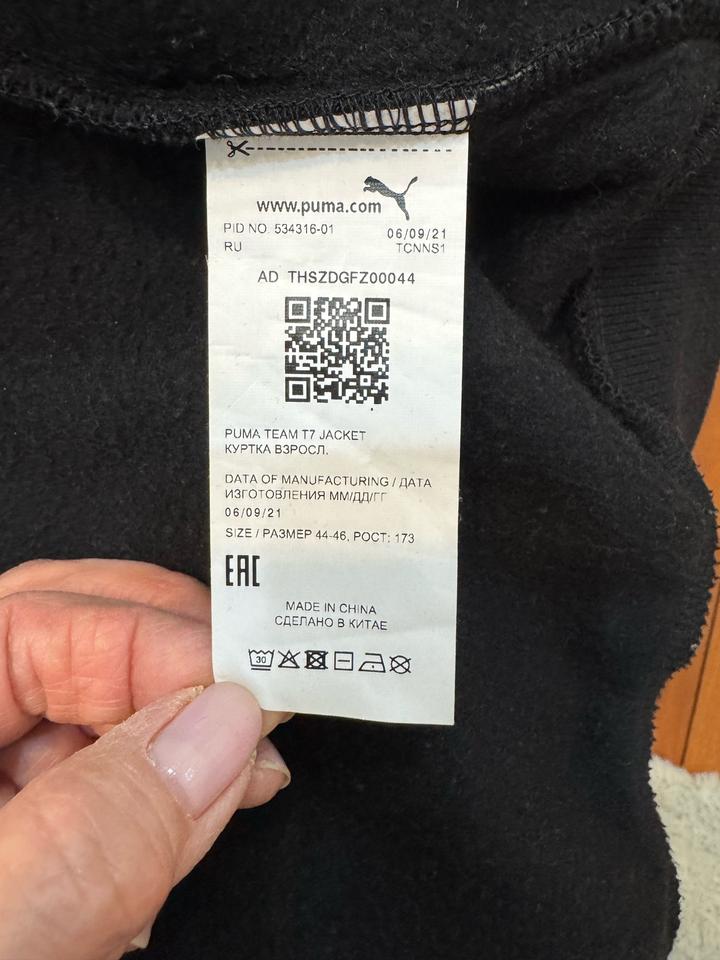 www.puma.com
PID NO. 534316-01 06/09/21
RU TCNNS1
AD THSZDGFZ00044
PUMA TEAM T7 JACKET
КУРТКА ВЗРОСЛ.
DATA OF MANUFACTURING / ДАТА
ИЗГОТОВЛЕНИЯ ММ/ДД/ГГ
06/09/21
SIZE / РАЗМЕР 44-46, РОСТ: 173
EAC
MADE IN CHINA
СДЕЛАНО В КИТАЕ
30